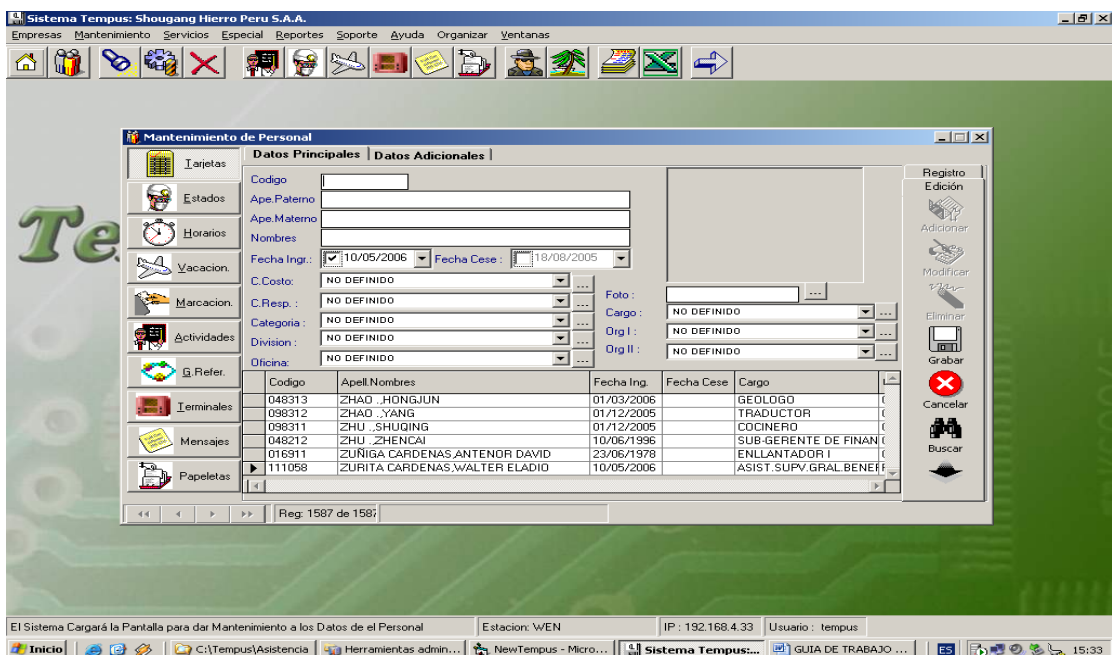 Sistema Tempus: Shougang Hierro Peru S.A.A.
Empresas Mantenimiento Servicios Especial Reportes Soporte Ayuda Organizar Ventanas
Mantenimiento de Personal
Tarjetas
Estados
Horarios
Vacacion.
Marcacion.
Actividades
G.Refer.
Terminales
Mensajes
Papeletas
Datos Principales Datos Adicionales
Codigo
Ape.Paterno
Ape.Materno
Nombres
Fecha Ingr.: 10/05/2006 Fecha Cese : 18/08/2005
C.Costo: NO DEFINIDO ...
C.Resp. : NO DEFINIDO ...
Categoria : NO DEFINIDO ...
Division : NO DEFINIDO ...
Oficina: NO DEFINIDO ...
Foto : ...
Cargo : NO DEFINIDO ...
Org I : NO DEFINIDO ...
Org II : NO DEFINIDO ...
Codigo Apell.Nombres Fecha Ing. Fecha Cese Cargo
048313 ZHAO .,HONGJUN 01/03/2006 GEOLOGO
098312 ZHAO .,YANG 01/12/2005 TRADUCTOR
098311 ZHU .,SHUQING 01/12/2005 COCINERO
048212 ZHU .,ZHENCAI 10/06/1996 SUB-GERENTE DE FINAN
016911 ZUÑIGA CARDENAS,ANTENOR DAVID 23/06/1978 ENLLANTADOR I
111058 ZURITA CARDENAS,WALTER ELADIO 10/05/2006 ASIST.SUPV.GRAL.BENEF
Registro
Edición
Adicionar
Modificar
Eliminar
Grabar
Cancelar
Buscar
Reg: 1587 de 1587
Te
El Sistema Cargará la Pantalla para dar Mantenimiento a los Datos de el Personal Estacion: WEN IP : 192.168.4.33 Usuario : tempus
Inicio C:\Tempus\Asistencia Herramientas admin... NewTempus - Micro... Sistema Tempus:... GUIA DE TRABAJO ... ES 15:33